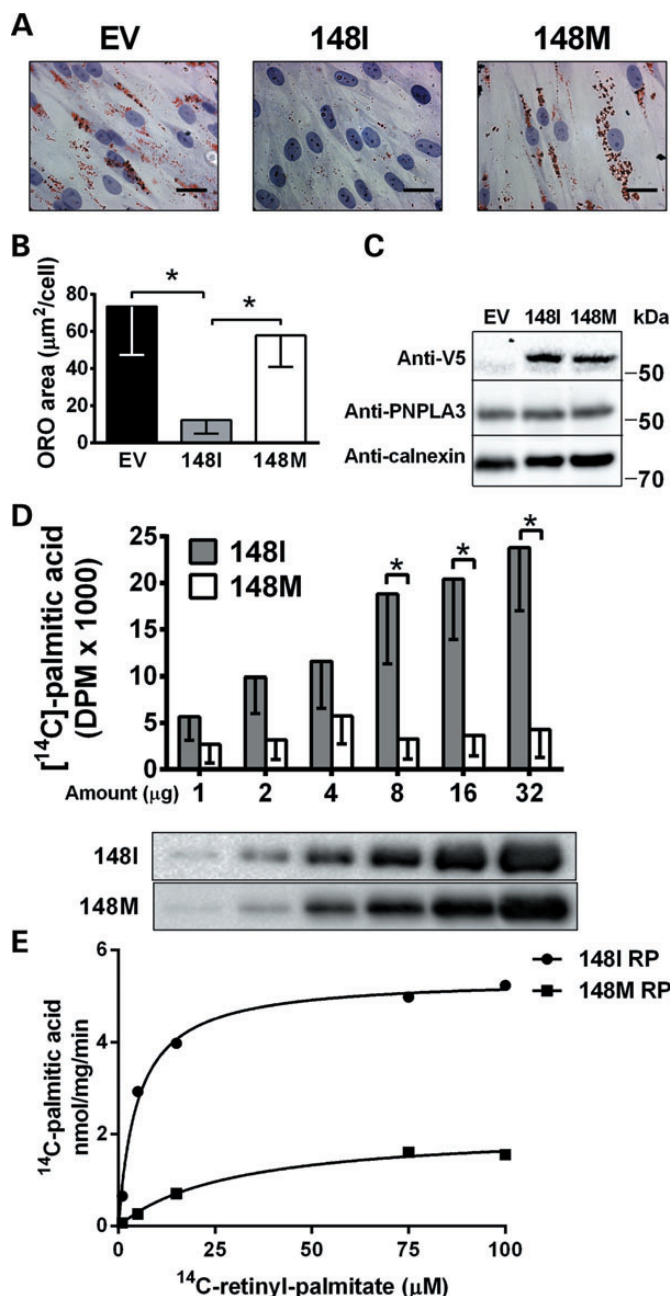 A
EV 148I 148M
B
ORO area (µm²/cell)
80
60
40
20
0
*
*
EV 148I 148M
C
EV 148I 148M kDa
Anti-V5
50
Anti-PNPLA3
50
Anti-calnexin
70
D
[¹⁴C]-palmitic acid
(DPM x 1000)
25
20
15
10
5
0
148I
148M
*
*
*
Amount (µg) 1 2 4 8 16 32
148I
148M
E
¹⁴C-palmitic acid
nmol/mg/min
6
4
2
0
148I RP
148M RP
0 25 50 75 100
¹⁴C-retinyl-palmitate (µM)